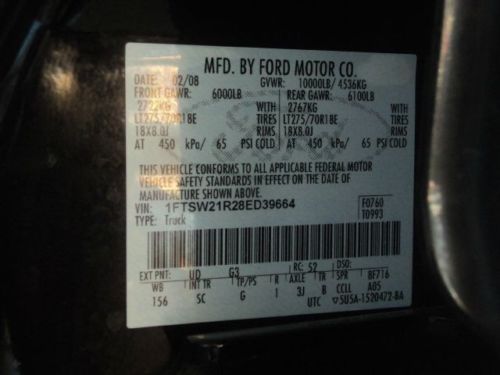 MFD. BY FORD MOTOR CO.
DATE: 02/08 GVWR: 10000LB/ 4536KG
FRONT GAWR: 6000LB REAR GAWR: 6100LB
2722KG WITH 2767KG WITH
LT275/70R18E TIRES LT275/70R18E TIRES
18X8.0J RIMS 18X8.0J RIMS
AT 450 kPa/ 65 PSI COLD AT 450 kPa/ 65 PSI COLD
THIS VEHICLE CONFORMS TO ALL APPLICABLE FEDERAL MOTOR
VEHICLE SAFETY STANDARDS IN EFFECT ON THE DATE OF
MANUFACTURE SHOWN ABOVE.
VIN: 1FTSW21R28ED39664 F0760
TYPE: Truck T0993
EXT PNT: UD G3 RC: 52 DSO:
WB INT TR TP/PS R AXLE TR SPR 8F716
156 SC G 1 3J B CCLL A05
UTC 5U5A-1520472-BA